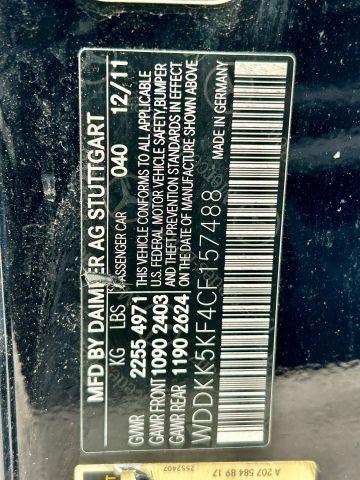 MFD BY DAIMLER AG STUTTGART
KG LBS PASSENGER CAR 040 12/11
GVWR 2255 4971
GAWR FRONT 1090 2403
GAWR REAR 1190 2624
THIS VEHICLE CONFORMS TO ALL APPLICABLE
U.S. FEDERAL MOTOR VEHICLE SAFETY,BUMPER
AND THEFT PREVENTION STANDARDS IN EFFECT
ON THE DATE OF MANUFACTURE SHOWN ABOVE
MADE IN GERMANY
WDDKK5KF4CF157488
A 207 584 89 17
2552407